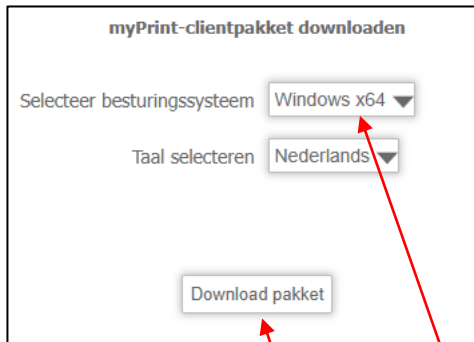 myPrint-clientpakket downloaden
Selecteer besturingssysteem Windows x64
Taal selecteren Nederlands
Download pakket